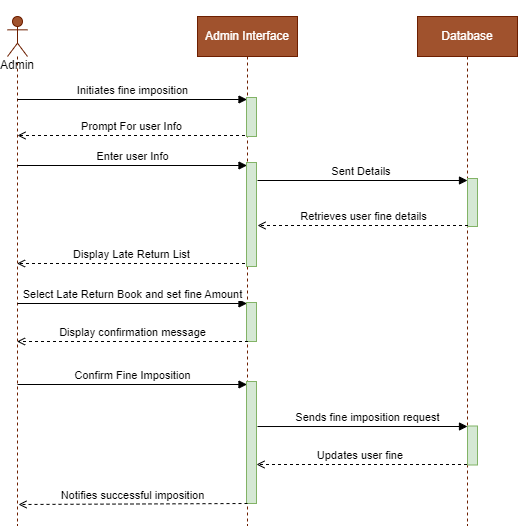 Admin
Admin Interface
Database
Initiates fine imposition
Prompt For user Info
Enter user Info
Sent Details
Retrieves user fine details
Display Late Return List
Select Late Return Book and set fine Amount
Display confirmation message
Confirm Fine Imposition
Sends fine imposition request
Updates user fine
Notifies successful imposition